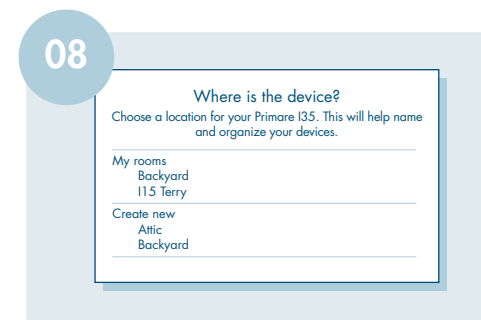 08
Where is the device?
Choose a location for your Primare I35. This will help name
and organize your devices.
My rooms
Backyard
I15 Terry
Create new
Attic
Backyard